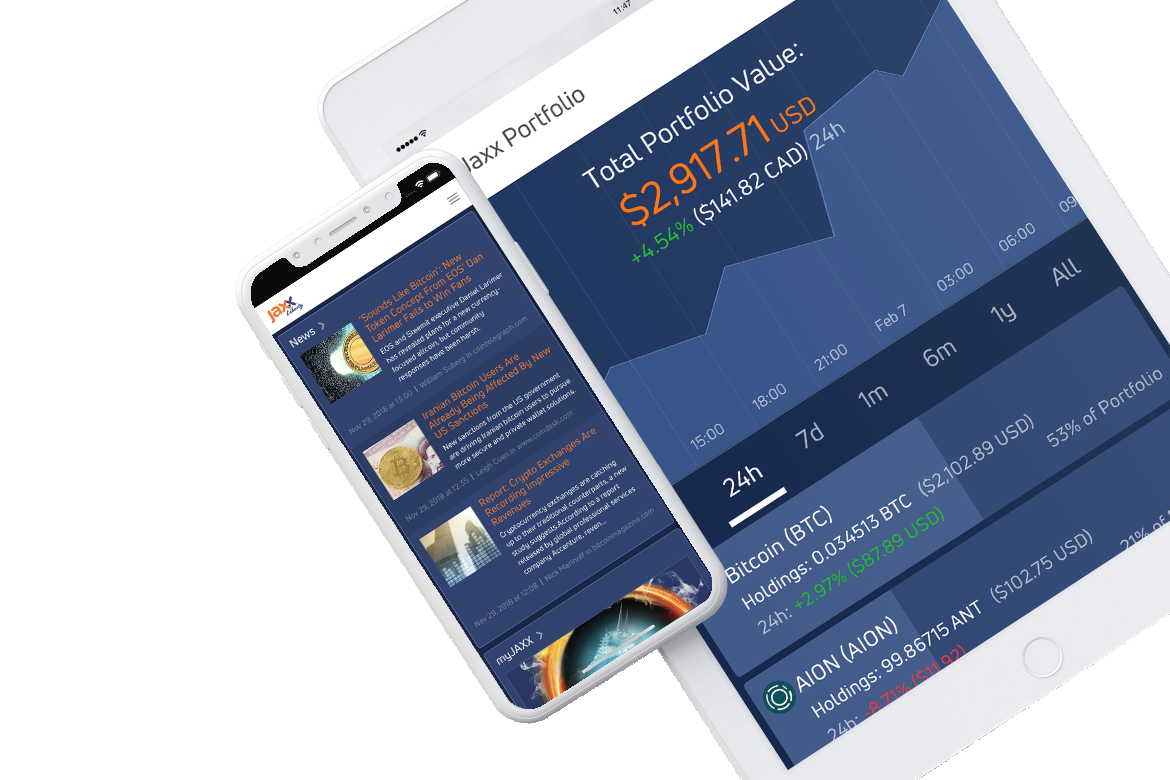 11:47
Jaxx Portfolio
Total Portfolio Value:
$2,917.71 USD
+4.54% ($141.82 CAD) 24h
15:00
18:00
21:00
Feb 7
03:00
06:00
09
24h
7d
1m
6m
1y
All
Bitcoin (BTC)
Holdings: 0.034513 BTC ($2,102.89 USD)
24h: +2.97% ($87.89 USD)
53% of Portfolio
AION (AION)
Holdings: 99.86715 ANT ($102.75 USD)
24h: -8.71% ($11.92)
21% of
jaxx
Liberty
News
'Sounds Like Bitcoin': New
Token Concept From EOS' Dan
Larimer Fails to Win Fans
EOS and Steemit executive Daniel Larimer
has revealed plans for a new currency-
focused altcoin, but community
responses have been harsh.
Nov 29, 2018 at 13:00 | William Suberg in cointelegraph.com
Iranian Bitcoin Users Are
Already Being Affected By New
US Sanctions
New sanctions from the US government
are driving Iranian bitcoin users to pursue
more secure and private wallet solutions.
Nov 29, 2018 at 12:35 | Leigh Cuen in www.coindesk.com
Report: Crypto Exchanges Are
Recording Impressive
Revenues
Cryptocurrency exchanges are catching
up to their traditional counterparts, a new
study suggests.According to a report
released by global professional services
company Accenture, reven...
Nov 29, 2018 at 12:08 | Nick Marinoff in bitcoinmagazine.com
myJAXX